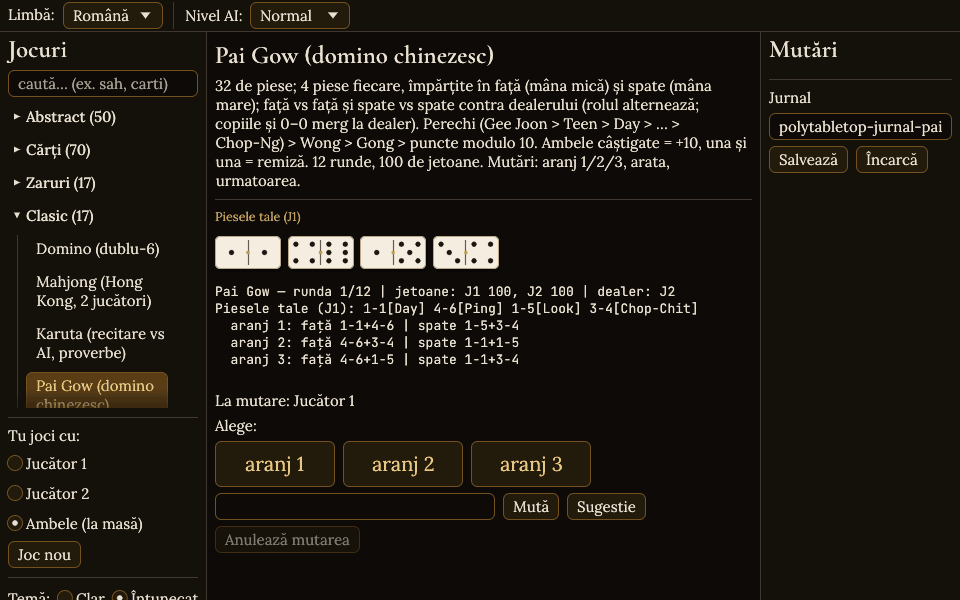 Limbă: Română ▼ Nivel AI: Normal ▼
Jocuri
caută... (ex. sah, carti)
▸ Abstract (50)
▸ Cărți (70)
▸ Zaruri (17)
▾ Clasic (17)
Domino (dublu-6)
Mahjong (Hong
Kong, 2 jucători)
Karuta (recitare vs
AI, proverbe)
Pai Gow (domino
chinezesc)
Tu joci cu:
Jucător 1
Jucător 2
Ambele (la masă)
Joc nou
Temă: Clar Întunecat
Pai Gow (domino chinezesc)
32 de piese; 4 piese fiecare, împărțite în față (mâna mică) și spate (mâna
mare); față vs față și spate vs spate contra dealerului (rolul alternează;
copiile și 0–0 merg la dealer). Perechi (Gee Joon > Teen > Day > ... >
Chop-Ng) > Wong > Gong > puncte modulo 10. Ambele câștigate = +10, una și
una = remiză. 12 runde, 100 de jetoane. Mutări: aranj 1/2/3, arata,
urmatoarea.
Piesele tale (J1)
Pai Gow — runda 1/12 | jetoane: J1 100, J2 100 | dealer: J2
Piesele tale (J1): 1-1[Day] 4-6[Ping] 1-5[Look] 3-4[Chop-Chit]
aranj 1: față 1-1+4-6 | spate 1-5+3-4
aranj 2: față 4-6+3-4 | spate 1-1+1-5
aranj 3: față 4-6+1-5 | spate 1-1+3-4
La mutare: Jucător 1
Alege:
aranj 1 aranj 2 aranj 3
Mută Sugestie
Anulează mutarea
Mutări
Jurnal
polytabletop-jurnal-pai
Salvează Încarcă